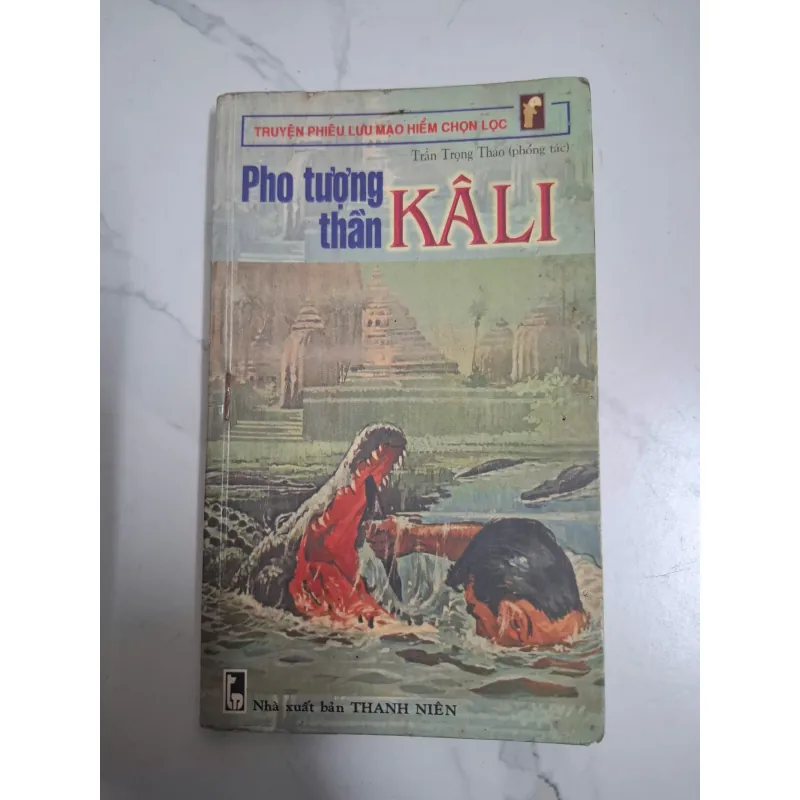 TRUYỆN PHIÊU LƯU MẠO HIỂM CHỌN LỌC
Trần Trọng Thảo (phỏng tác)
Pho tượng
thần KÂLI
Nhà xuất bản THANH NIÊN